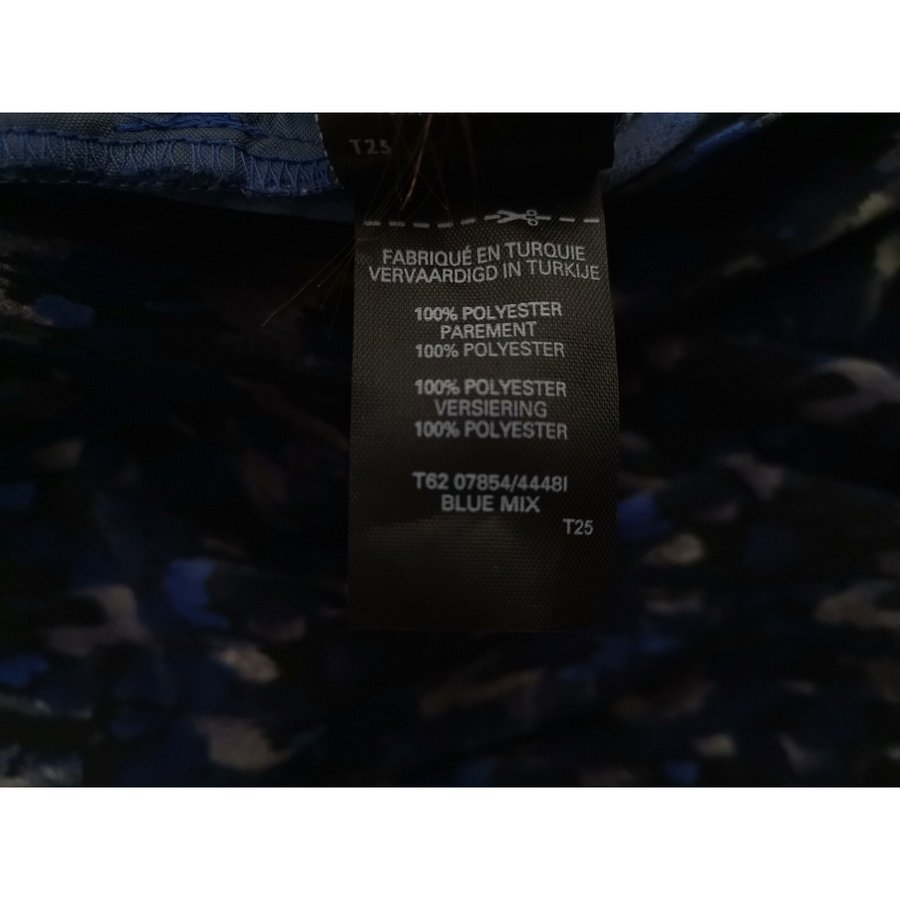 T25
FABRIQUÉ EN TURQUIE
VERVAARDIGD IN TURKIJE
100% POLYESTER
PAREMENT
100% POLYESTER
100% POLYESTER
VERSIERING
100% POLYESTER
T62 07854/4448I
BLUE MIX
T25